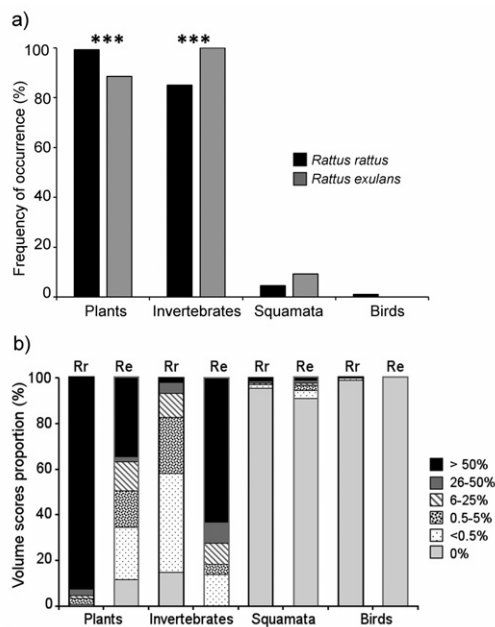 a)
*** ***
Frequency of occurrence (%)
100
80
60
40
20
0
Rattus rattus
Rattus exulans
Plants Invertebrates Squamata Birds
b)
Rr Re Rr Re Rr Re Rr Re
Volume scores proportion (%)
100
80
60
40
20
0
> 50%
26-50%
6-25%
0.5-5%
<0.5%
0%
Plants Invertebrates Squamata Birds